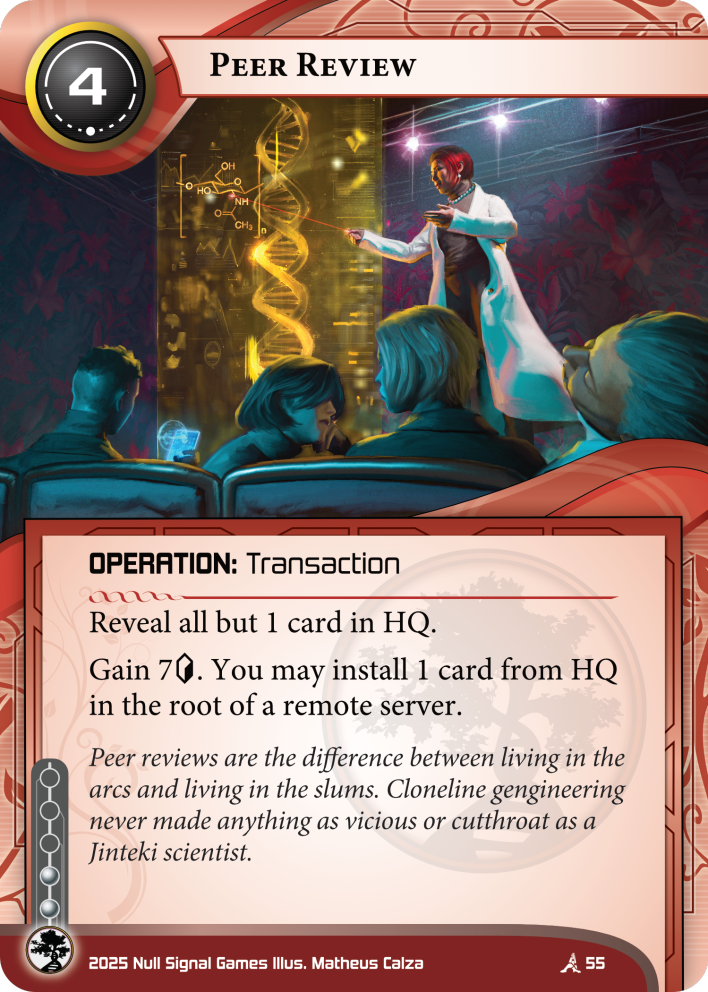 4
Peer Review
OH
O
O
HO
NH
O
CH₃
n
OPERATION: Transaction
Reveal all but 1 card in HQ.
Gain 7. You may install 1 card from HQ
in the root of a remote server.
Peer reviews are the difference between living in the
arcs and living in the slums. Cloneline gengineering
never made anything as vicious or cutthroat as a
Jinteki scientist.
2025 Null Signal Games Illus. Matheus Calza
55